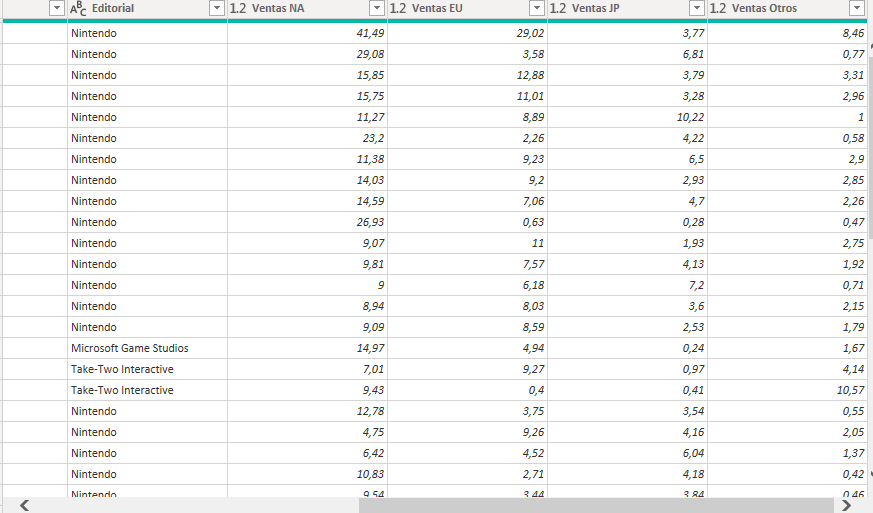 Editorial 1.2 Ventas NA 1.2 Ventas EU 1.2 Ventas JP 1.2 Ventas Otros
Nintendo 41,49 29,02 3,77 8,46
Nintendo 29,08 3,58 6,81 0,77
Nintendo 15,85 12,88 3,79 3,31
Nintendo 15,75 11,01 3,28 2,96
Nintendo 11,27 8,89 10,22 1
Nintendo 23,2 2,26 4,22 0,58
Nintendo 11,38 9,23 6,5 2,9
Nintendo 14,03 9,2 2,93 2,85
Nintendo 14,59 7,06 4,7 2,26
Nintendo 26,93 0,63 0,28 0,47
Nintendo 9,07 11 1,93 2,75
Nintendo 9,81 7,57 4,13 1,92
Nintendo 9 6,18 7,2 0,71
Nintendo 8,94 8,03 3,6 2,15
Nintendo 9,09 8,59 2,53 1,79
Microsoft Game Studios 14,97 4,94 0,24 1,67
Take-Two Interactive 7,01 9,27 0,97 4,14
Take-Two Interactive 9,43 0,4 0,41 10,57
Nintendo 12,78 3,75 3,54 0,55
Nintendo 4,75 9,26 4,16 2,05
Nintendo 6,42 4,52 6,04 1,37
Nintendo 10,83 2,71 4,18 0,42
Nintendo 9,54 3,44 3,84 0,46